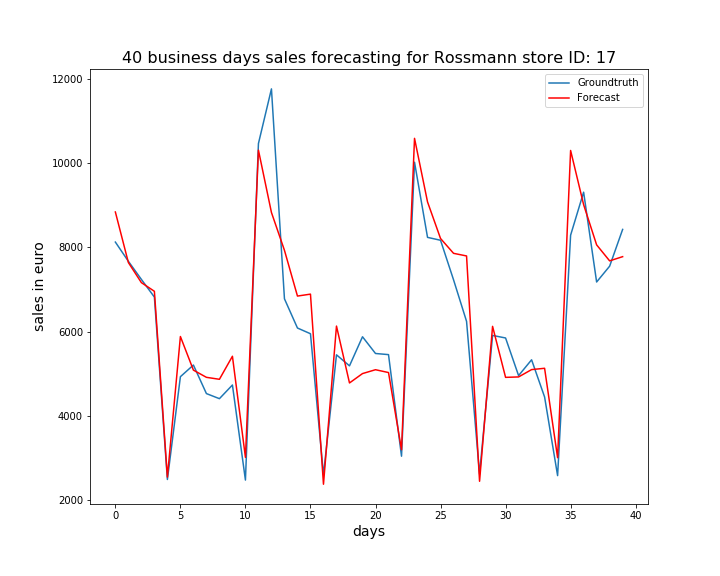 40 business days sales forecasting for Rossmann store ID: 17
Groundtruth
Forecast
12000
10000
8000
6000
4000
2000
sales in euro
0 5 10 15 20 25 30 35 40
days